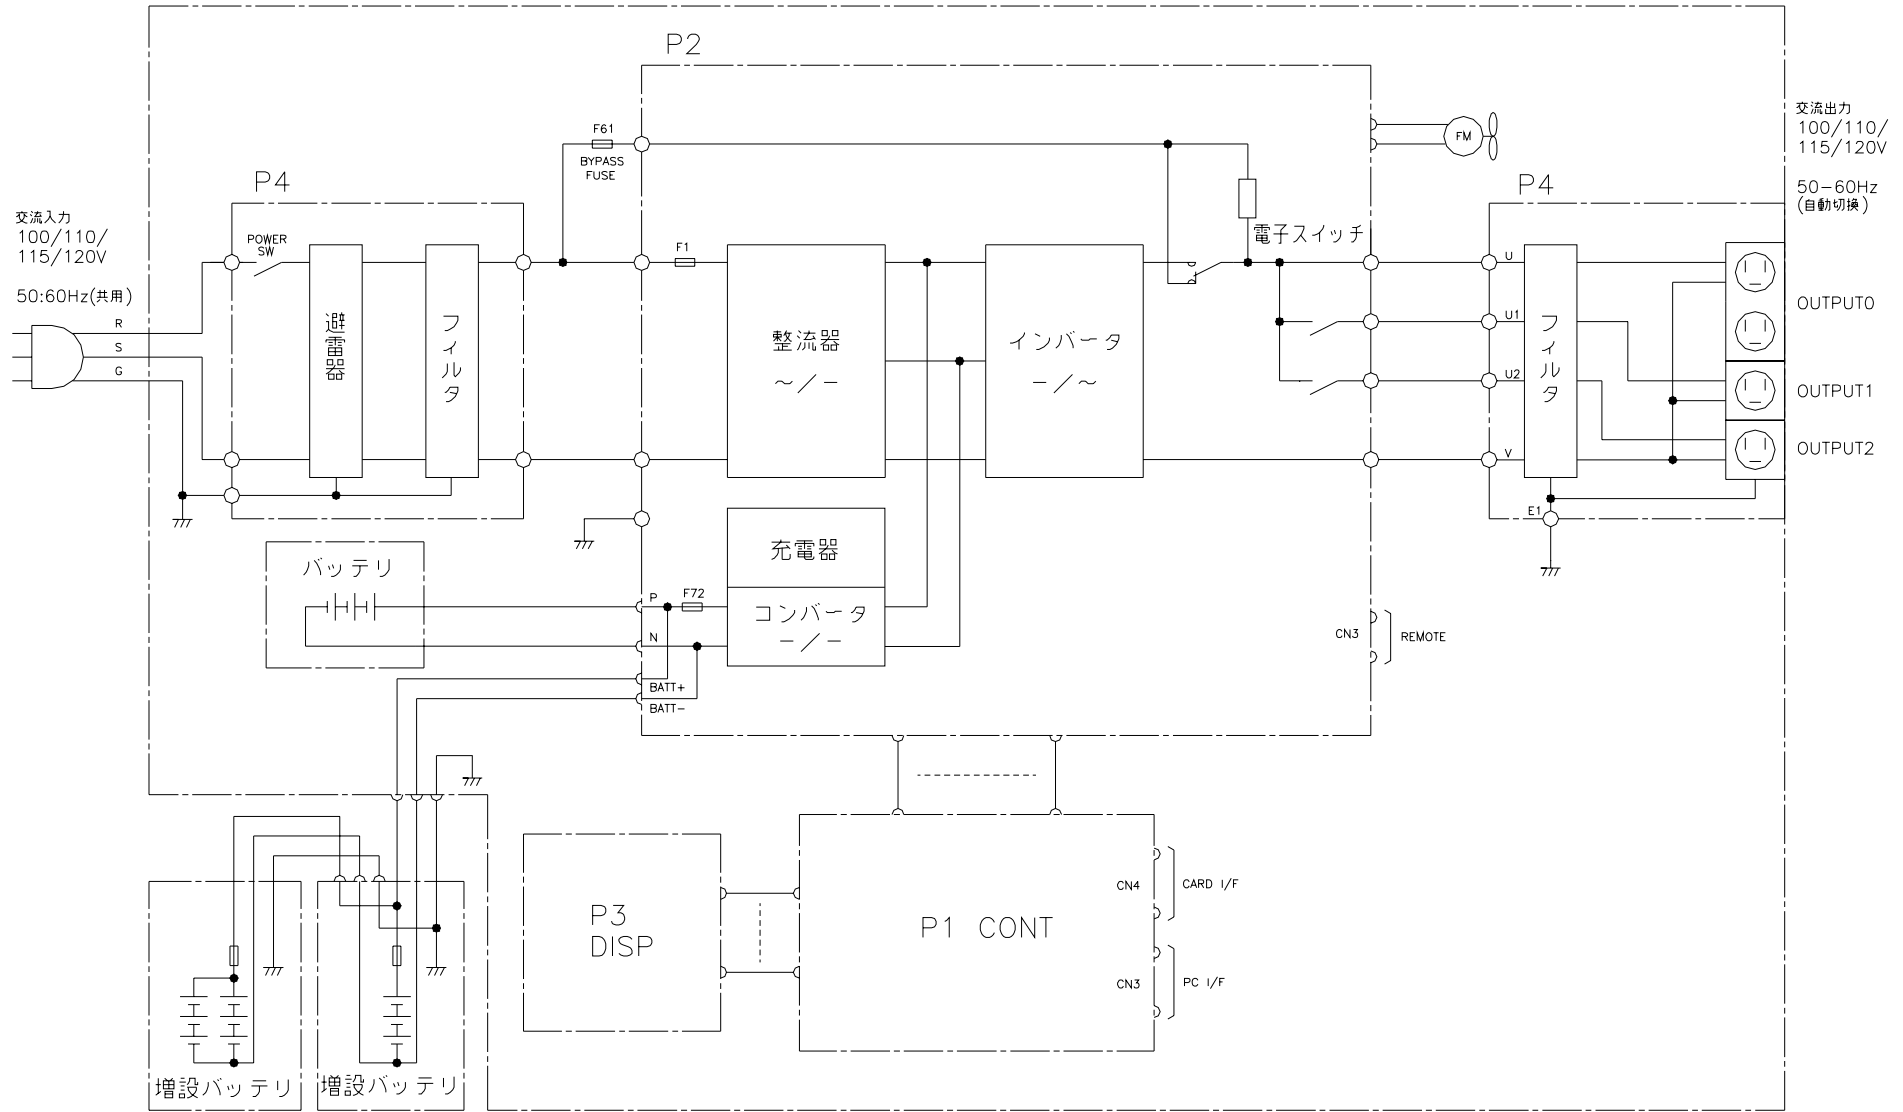 P2
交流出力
100/110/
115/120V
50-60Hz
(自動切換)
F61
BYPASS
FUSE
FM
P4
P4
交流入力
100/110/
115/120V
50:60Hz(共用)
POWER
SW
F1
電子スイッチ
R
S
G
避雷器
フィルタ
整流器
~/-
インバータ
-/~
U
U1
U2
V
E1
フィルタ
OUTPUT0
OUTPUT1
OUTPUT2
バッテリ
充電器
コンバータ
-/-
P
F72
N
BATT+
BATT-
CN3
REMOTE
P3
DISP
P1 CONT
CN4
CARD I/F
CN3
PC I/F
増設バッテリ
増設バッテリ